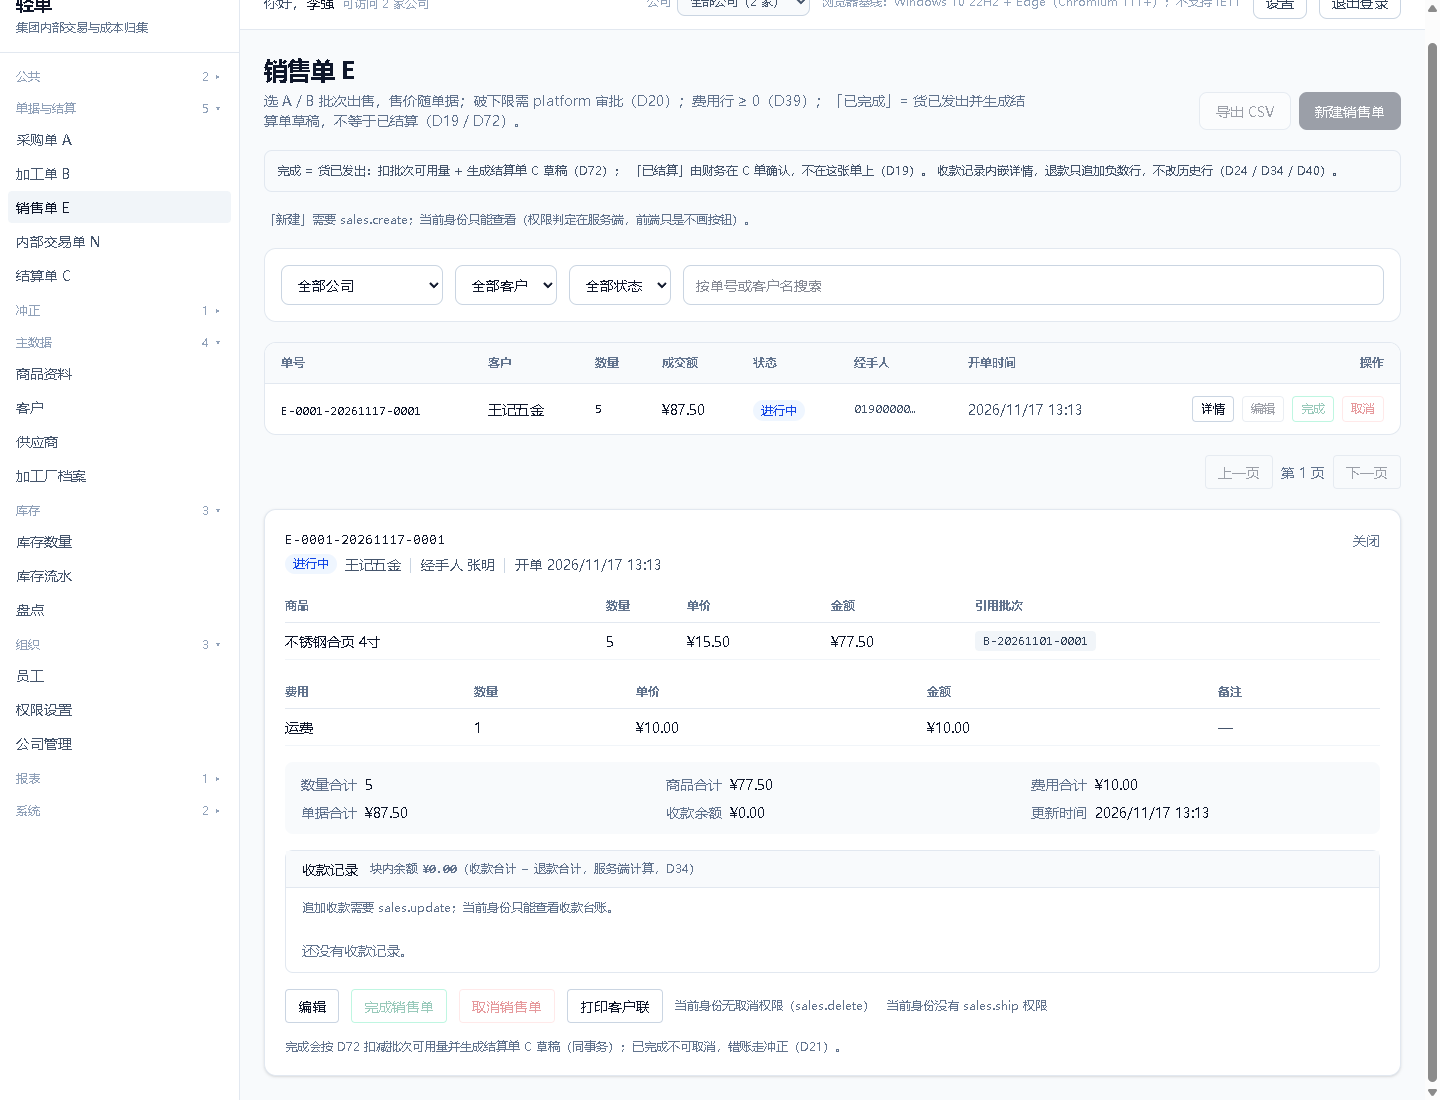 轻单
集团内部交易与成本归集
公共 2
单据与结算 5
采购单 A
加工单 B
销售单 E
内部交易单 N
结算单 C
冲正 1
主数据 4
商品资料
客户
供应商
加工厂档案
库存 3
库存数量
库存流水
盘点
组织 3
员工
权限设置
公司管理
报表 1
系统 2
你好，李强 可访问 2 家公司
公司 全部公司（2 家） 浏览器基线：Windows 10 22H2 + Edge（Chromium 111+）；不支持 IE11 设置 退出登录
销售单 E
选 A / B 批次出售，售价随单据；破下限需 platform 审批（D20）；费用行 ≥ 0（D39）；「已完成」= 货已发出并生成结
算单草稿，不等于已结算（D19 / D72）。
导出 CSV 新建销售单
完成 = 货已发出：扣批次可用量 + 生成结算单 C 草稿（D72）；「已结算」由财务在 C 单确认，不在这张单上（D19）。收款记录内嵌详情，退款只追加负数行，不改历史行（D24 / D34 / D40）。
「新建」需要 sales.create；当前身份只能查看（权限判定在服务端，前端只是不画按钮）。
全部公司 全部客户 全部状态 按单号或客户名搜索
单号 客户 数量 成交额 状态 经手人 开单时间 操作
E-0001-20261117-0001 王记五金 5 ¥87.50 进行中 01900000… 2026/11/17 13:13 详情 编辑 完成 取消
上一页 第 1 页 下一页
E-0001-20261117-0001 关闭
进行中 王记五金 经手人 张明 开单 2026/11/17 13:13
商品 数量 单价 金额 引用批次
不锈钢合页 4寸 5 ¥15.50 ¥77.50 B-20261101-0001
费用 数量 单价 金额 备注
运费 1 ¥10.00 ¥10.00 —
数量合计 5 商品合计 ¥77.50 费用合计 ¥10.00
单据合计 ¥87.50 收款余额 ¥0.00 更新时间 2026/11/17 13:13
收款记录 块内余额 ¥0.00（收款合计 − 退款合计，服务端计算，D34）
追加收款需要 sales.update；当前身份只能查看收款台账。
还没有收款记录。
编辑 完成销售单 取消销售单 打印客户联 当前身份无取消权限（sales.delete） 当前身份没有 sales.ship 权限
完成会按 D72 扣减批次可用量并生成结算单 C 草稿（同事务）；已完成不可取消，错账走冲正（D21）。